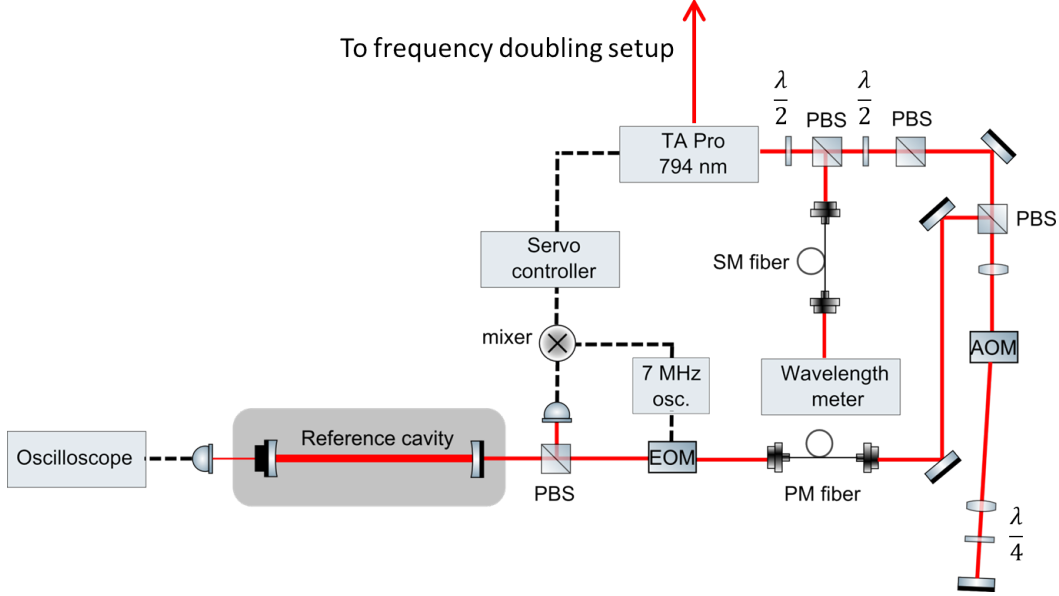 To frequency doubling setup
λ/2
PBS
λ/2
PBS
TA Pro
794 nm
PBS
Servo
controller
SM fiber
mixer
AOM
7 MHz
osc.
Wavelength
meter
Reference cavity
Oscilloscope
EOM
PBS
PM fiber
λ/4